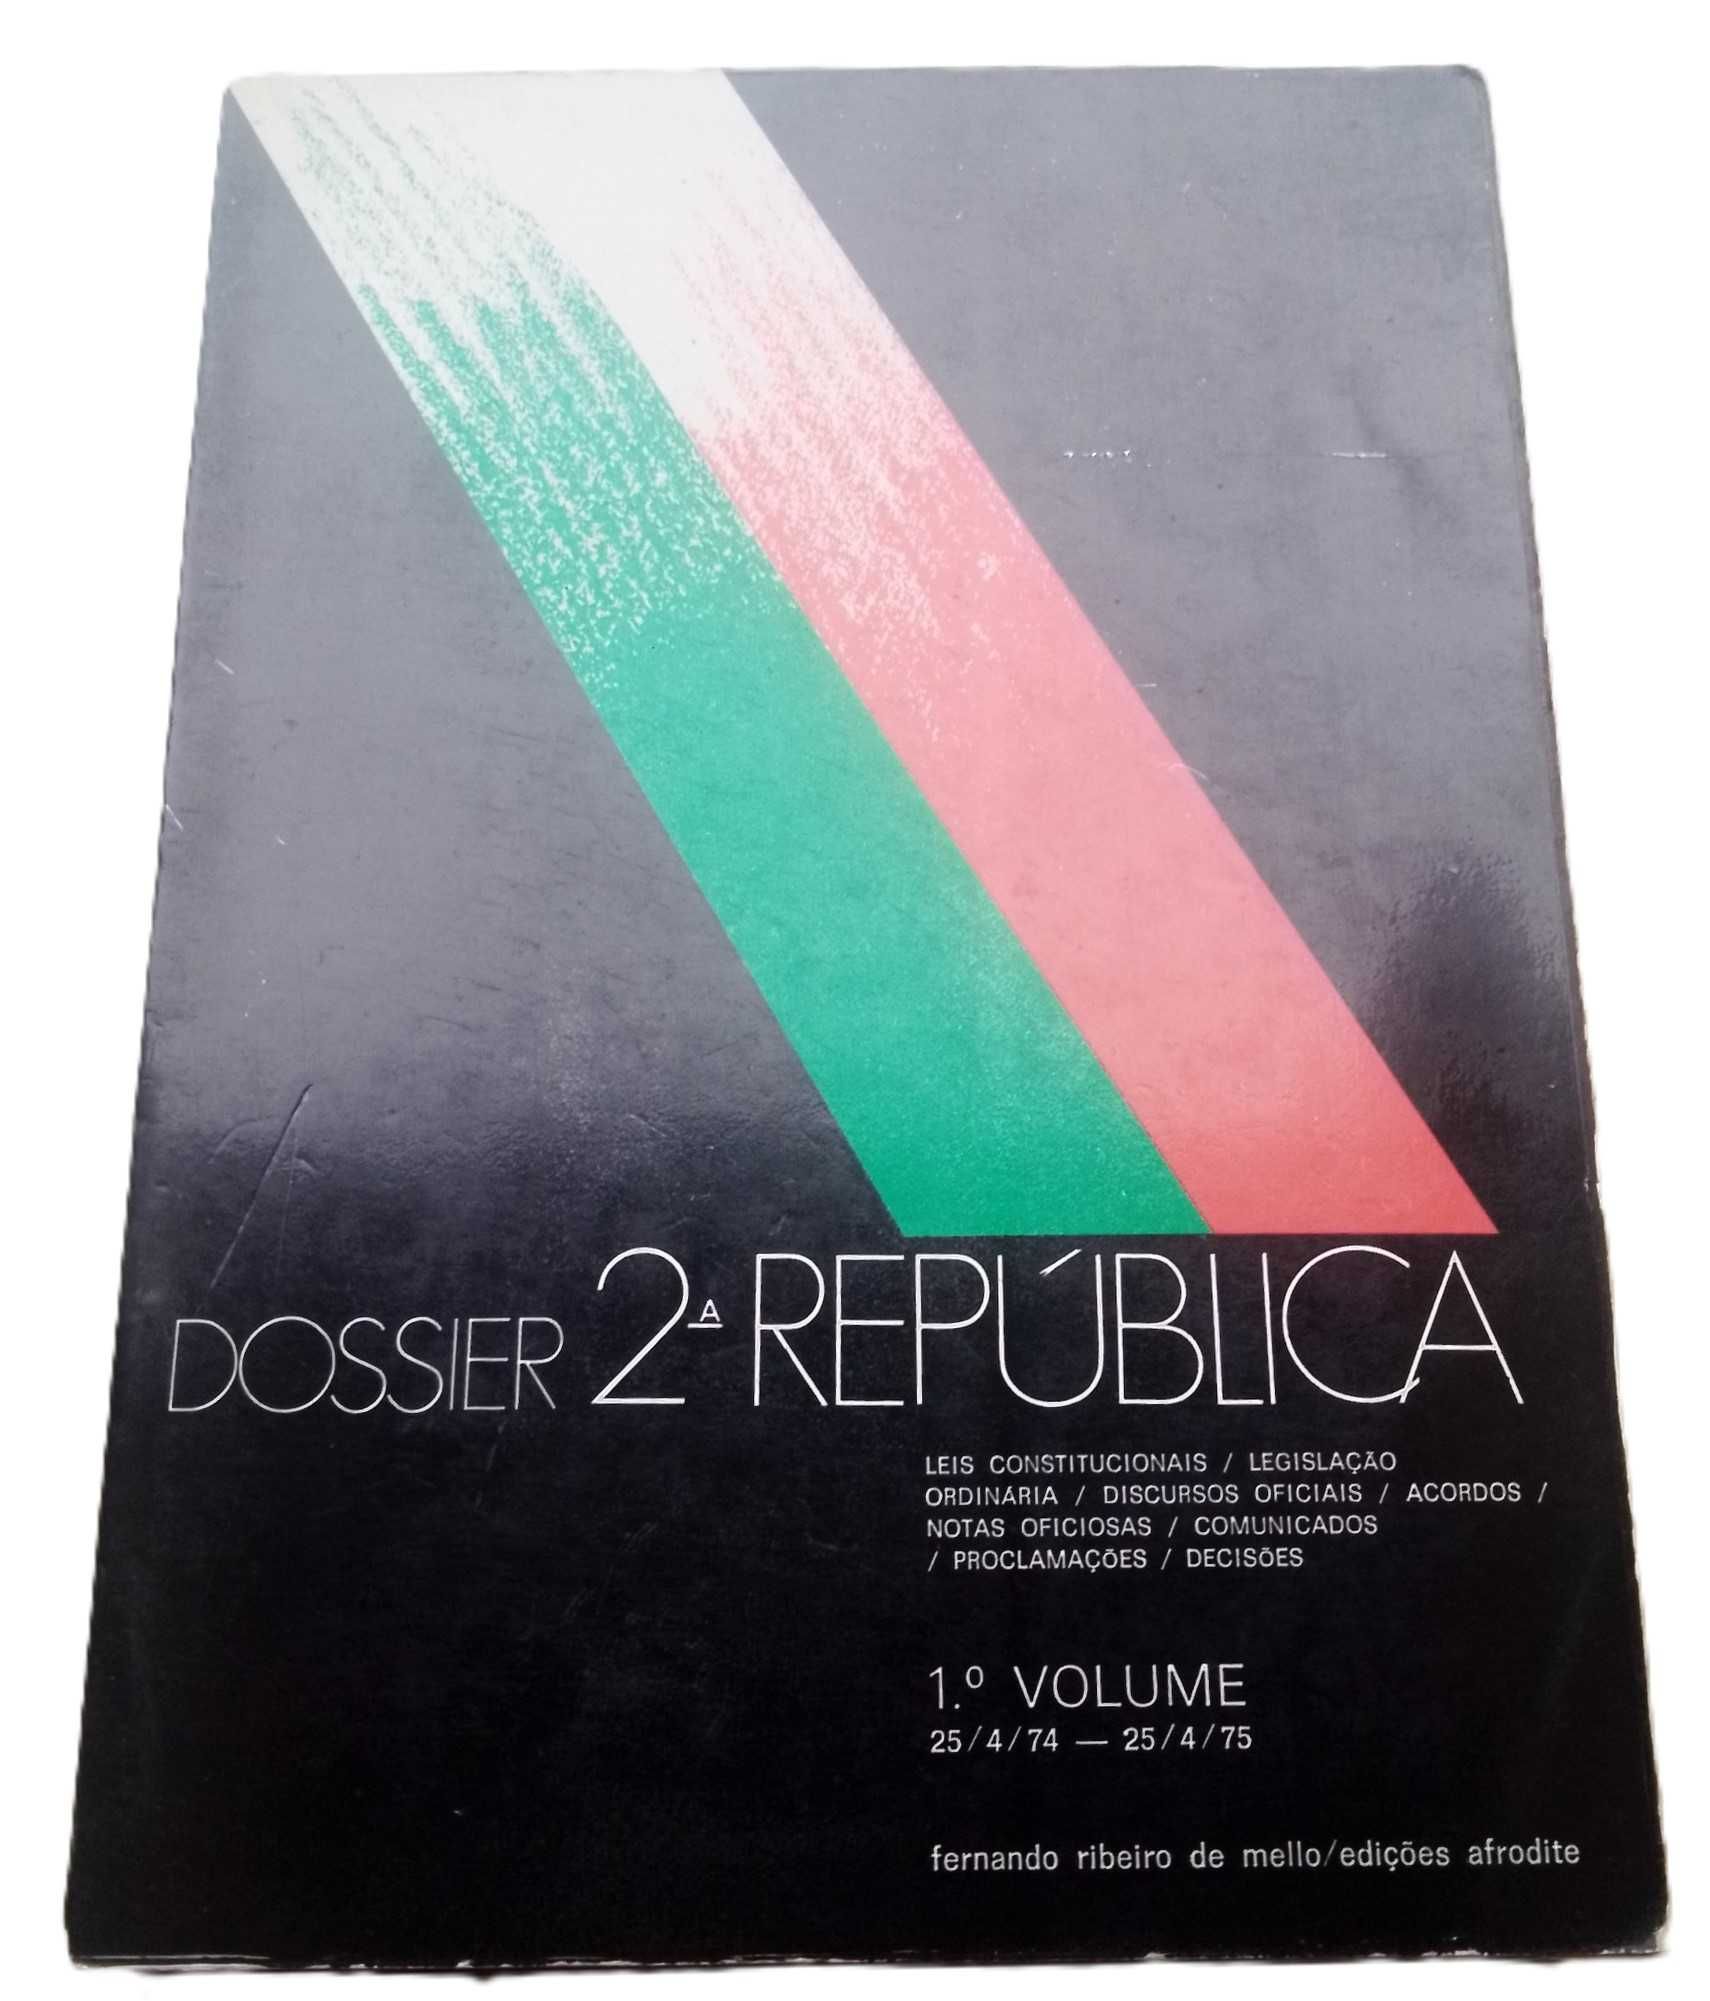 DOSSIER 2ª REPÚBLICA
LEIS CONSTITUCIONAIS / LEGISLAÇÃO
ORDINÁRIA / DISCURSOS OFICIAIS / ACORDOS /
NOTAS OFICIOSAS / COMUNICADOS
/ PROCLAMAÇÕES / DECISÕES
1.º VOLUME
25/4/74 — 25/4/75
fernando ribeiro de mello/edições afrodite